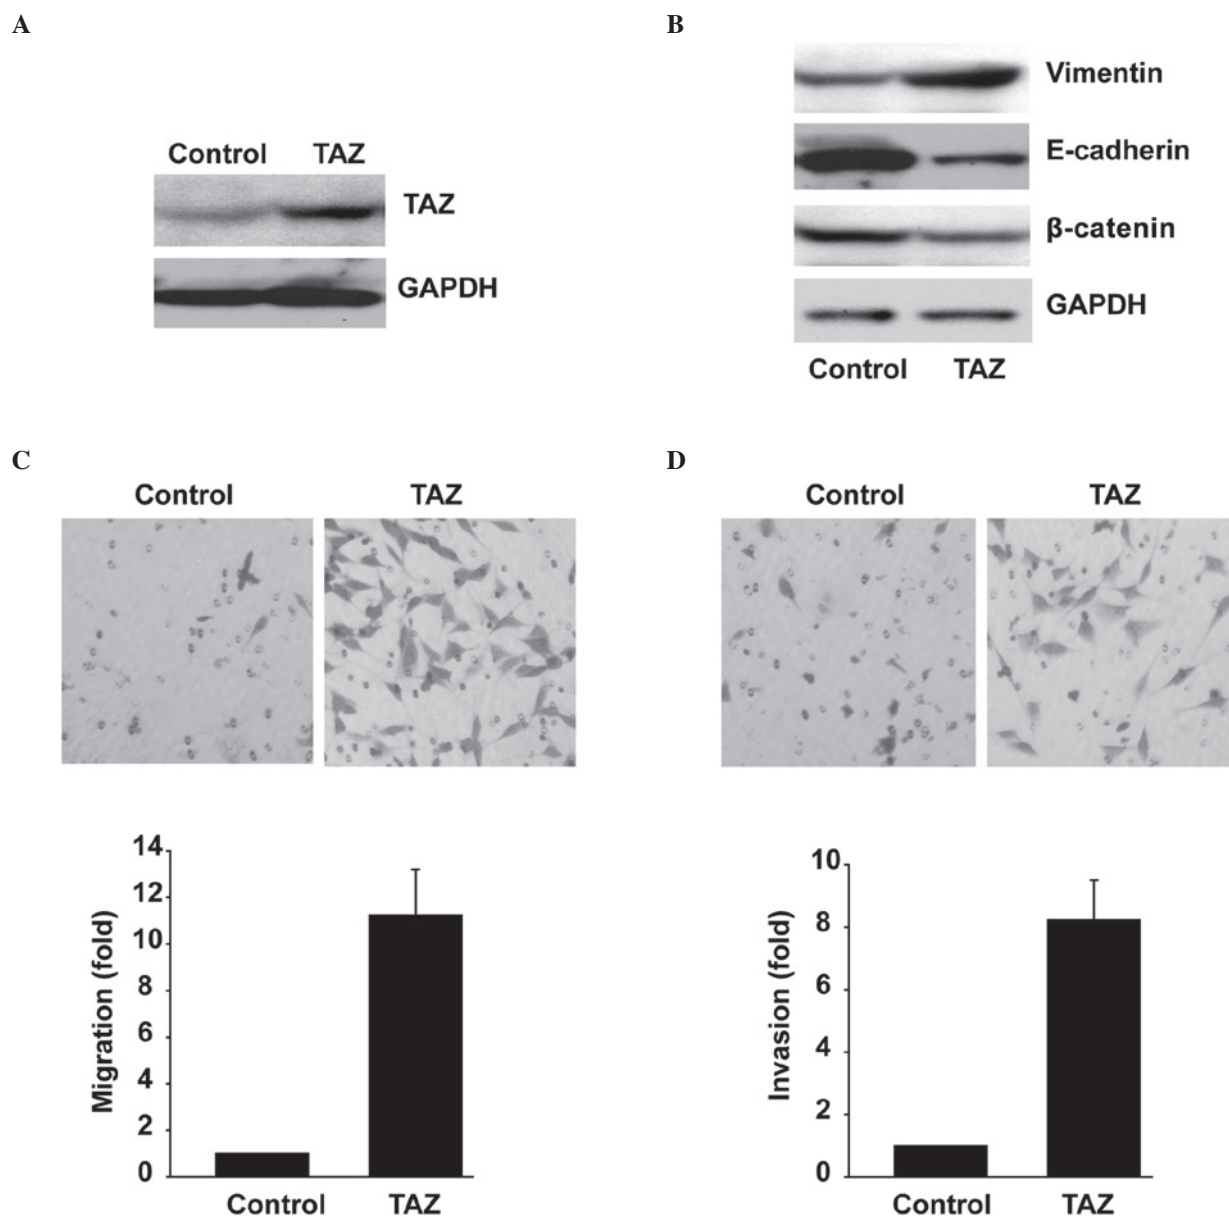 A
Control TAZ
TAZ
GAPDH
B
Vimentin
E-cadherin
β-catenin
GAPDH
Control TAZ
C
Control TAZ
14
12
10
8
6
4
2
0
Migration (fold)
Control TAZ
D
Control TAZ
10
8
6
4
2
0
Invasion (fold)
Control TAZ